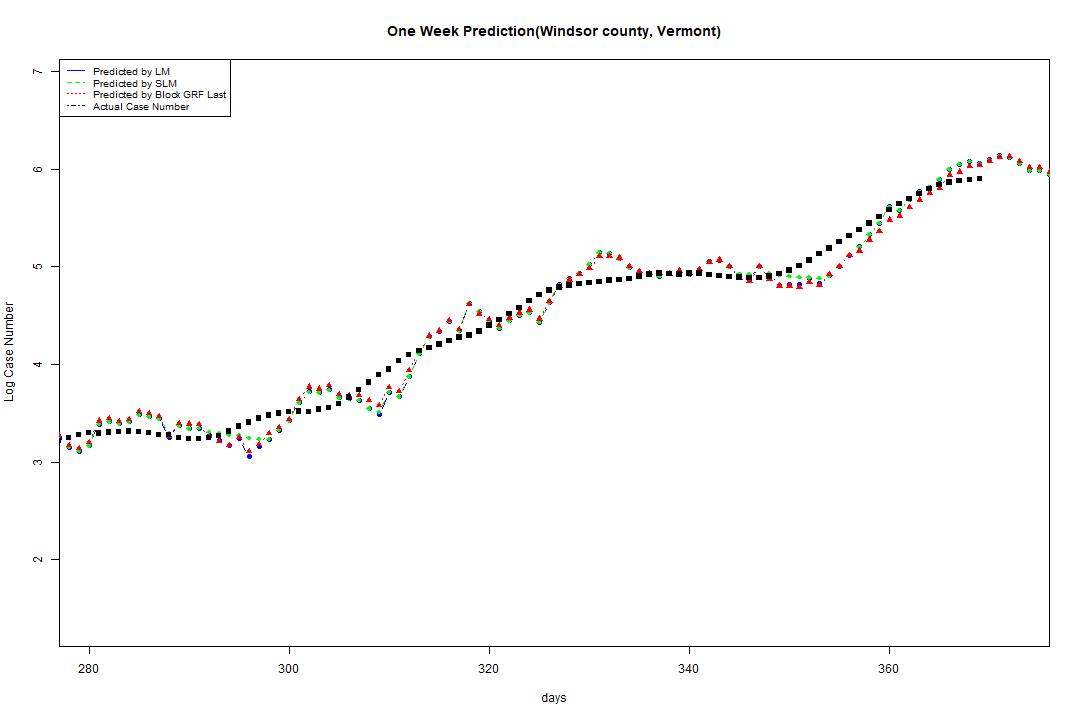 One Week Prediction(Windsor county, Vermont)
Predicted by LM
Predicted by SLM
Predicted by Block GRF Last
Actual Case Number
7
6
5
4
3
2
Log Case Number
280 300 320 340 360
days